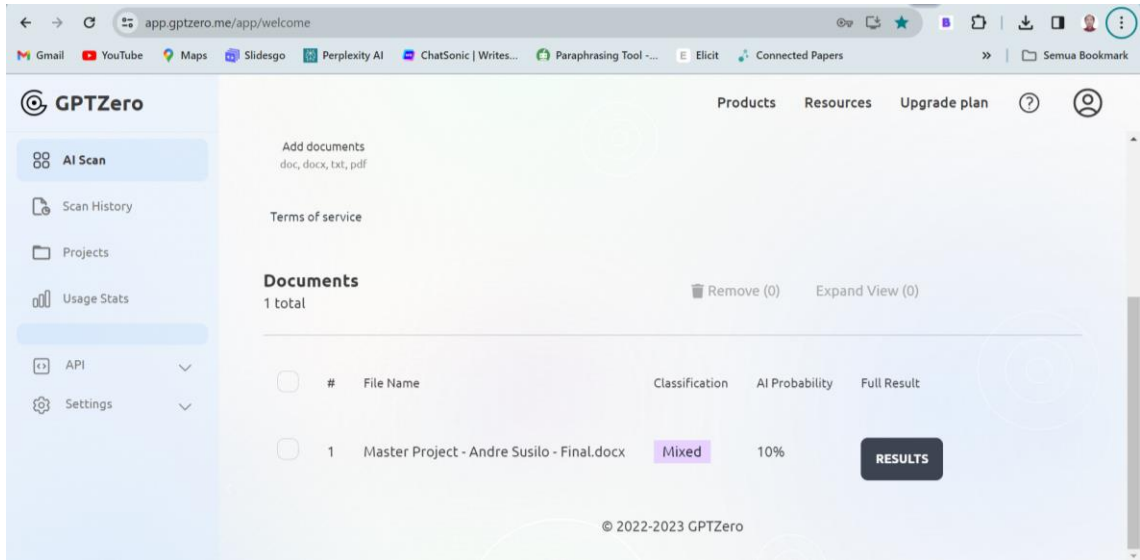 app.gptzero.me/app/welcome
Gmail YouTube Maps Slidesgo Perplexity AI ChatSonic | Writes... Paraphrasing Tool -... E Elicit Connected Papers » Semua Bookmark
GPTZero
Products Resources Upgrade plan
AI Scan
Scan History
Projects
Usage Stats
API
Settings
Add documents
doc, docx, txt, pdf
Terms of service
Documents
1 total
Remove (0) Expand View (0)
# File Name Classification AI Probability Full Result
1 Master Project - Andre Susilo - Final.docx Mixed 10% RESULTS
© 2022-2023 GPTZero